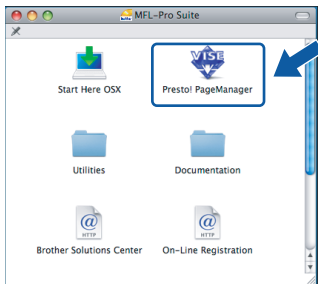 MFL-Pro Suite
VISE
Start Here OSX
Presto! PageManager
Utilities
Documentation
@
HTTP
@
HTTP
Brother Solutions Center
On-Line Registration